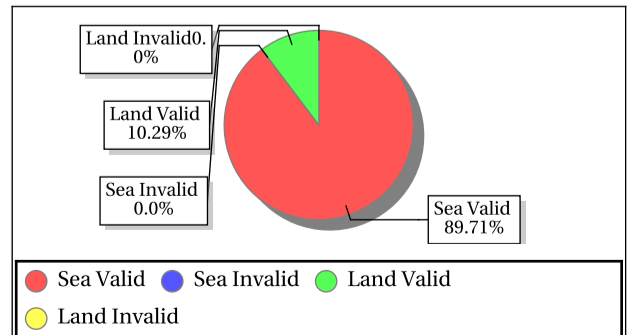 Land Invalid0.
0%
Land Valid
10.29%
Sea Invalid
0.0%
Sea Valid
89.71%
Sea Valid Sea Invalid Land Valid
Land Invalid